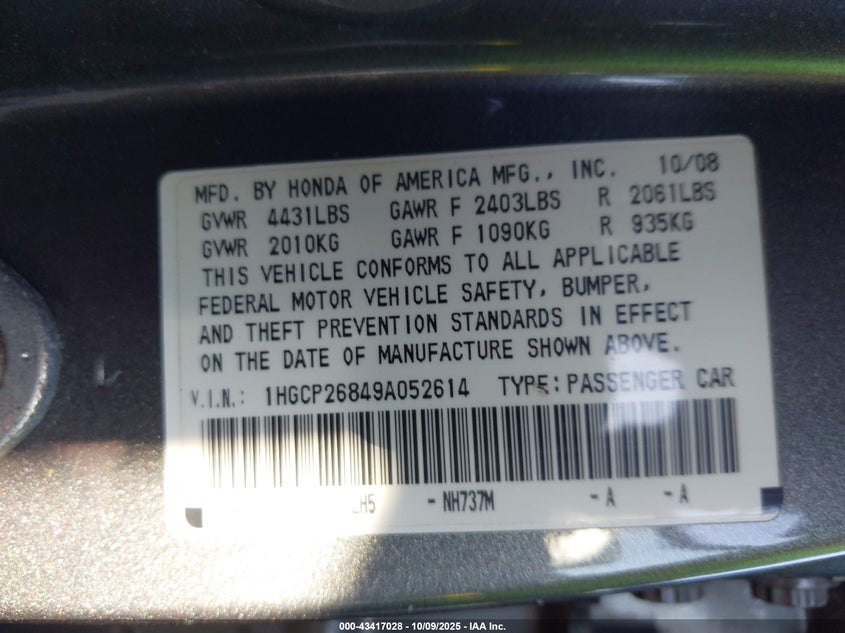 MFD. BY HONDA OF AMERICA MFG., INC. 10/08
GVWR 4431LBS GAWR F 2403LBS R 2061LBS
GVWR 2010KG GAWR F 1090KG R 935KG
THIS VEHICLE CONFORMS TO ALL APPLICABLE
FEDERAL MOTOR VEHICLE SAFETY, BUMPER,
AND THEFT PREVENTION STANDARDS IN EFFECT
ON THE DATE OF MANUFACTURE SHOWN ABOVE.
V.I.N.: 1HGCP26849A052614 TYPE: PASSENGER CAR
H5 - NH737M - A - A
000-43417028 - 10/09/2025 - IAA Inc.